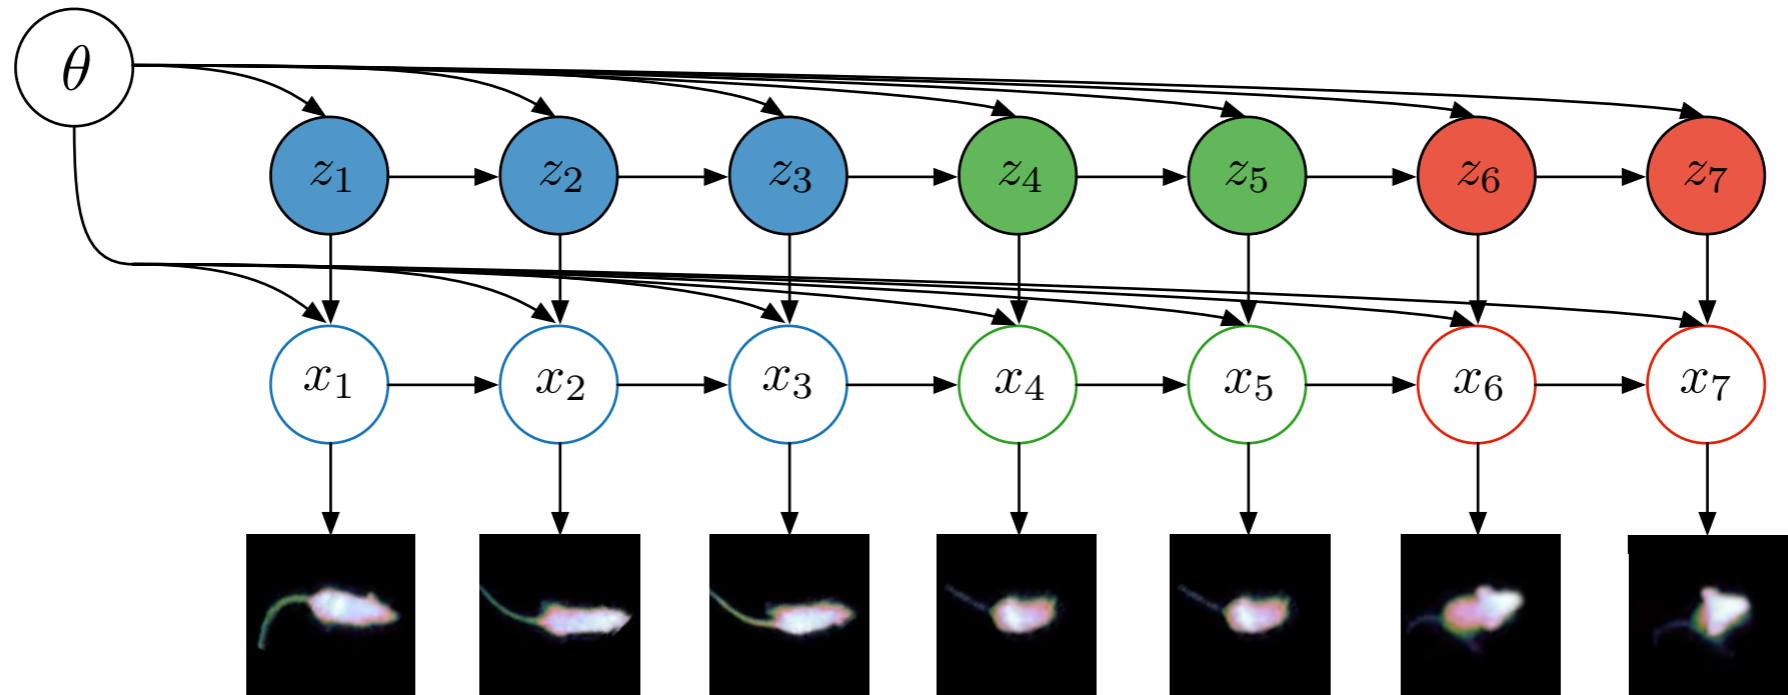 θ
z₁ z₂ z₃ z₄ z₅ z₆ z₇
x₁ x₂ x₃ x₄ x₅ x₆ x₇